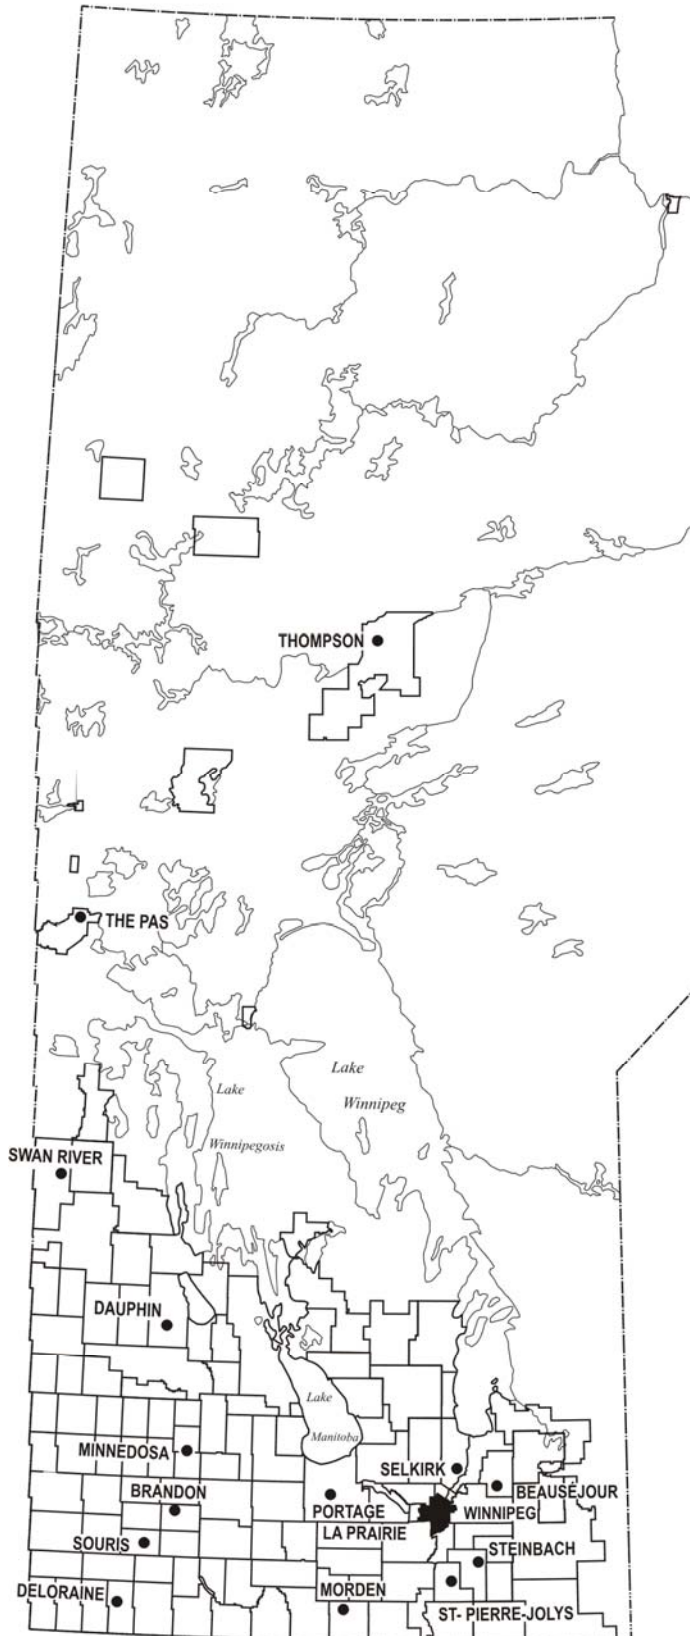 THOMPSON
THE PAS
Lake
Winnipeg
Lake
Winnipegosis
SWAN RIVER
DAUPHIN
Lake
Manitoba
MINNEDOSA
SELKIRK
BRANDON
BEAUSÉJOUR
PORTAGE
LA PRAIRIE
WINNIPEG
SOURIS
STEINBACH
DELORAINE
MORDEN
ST- PIERRE-JOLYS